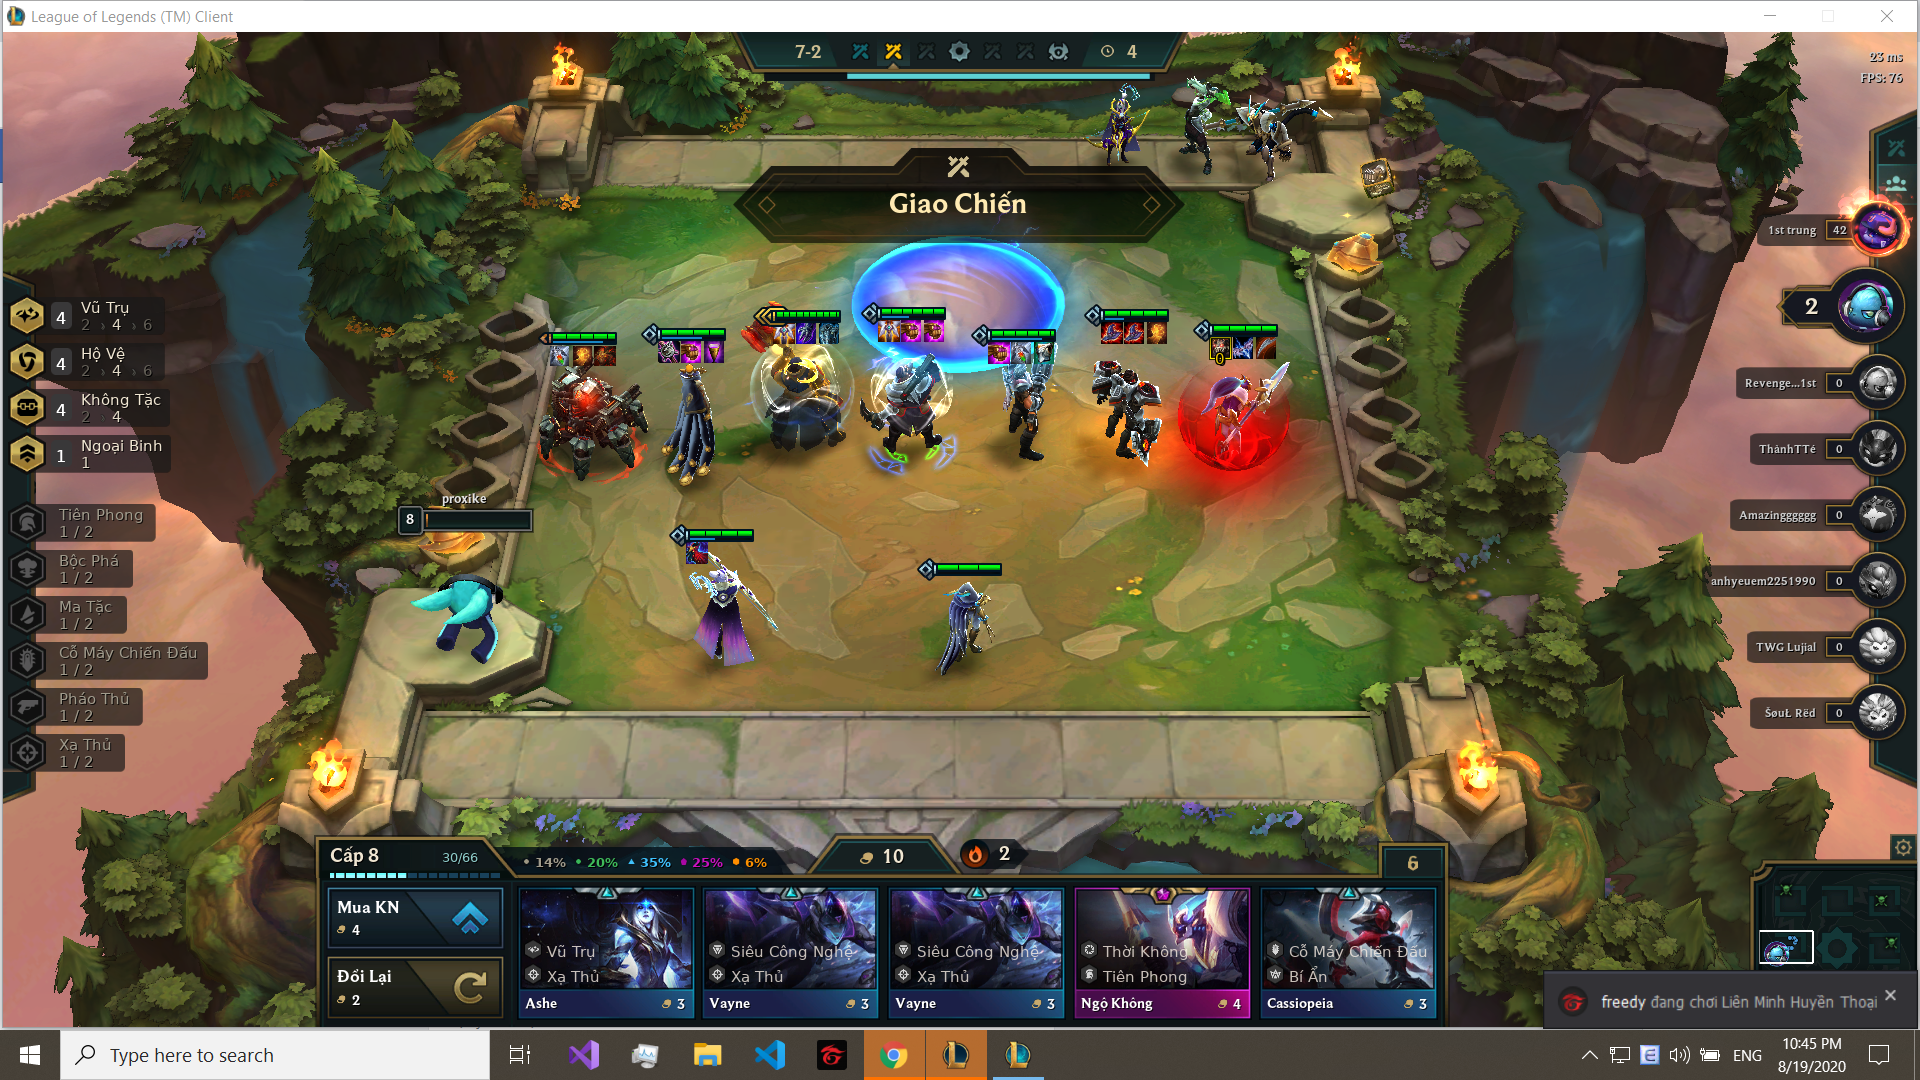 League of Legends (TM) Client
7-2
4
23 ms
FPS: 76
Giao Chiến
1st trung
42
2
Revenge...1st
0
ThànhTTé
0
Amazingggggg
0
anhyeuem2251990
0
TWG Lujial
0
ŠøuŁ Rëd
0
4
Vũ Trụ
2 › 4 › 6
4
Hộ Vệ
2 › 4 › 6
4
Không Tặc
2 › 4
1
Ngoại Binh
1
Tiên Phong
1 / 2
Bộc Phá
1 / 2
Ma Tặc
1 / 2
Cỗ Máy Chiến Đấu
1 / 2
Pháo Thủ
1 / 2
Xạ Thủ
1 / 2
proxike
8
0
Cấp 8
30/66
14%
20%
35%
25%
6%
10
2
6
Mua KN
4
Đổi Lại
2
Vũ Trụ
Xạ Thủ
Ashe
3
Siêu Công Nghệ
Xạ Thủ
Vayne
3
Siêu Công Nghệ
Xạ Thủ
Vayne
3
Thời Không
Tiên Phong
Ngộ Không
4
Cỗ Máy Chiến Đấu
Bí Ẩn
Cassiopeia
3
freedy đang chơi Liên Minh Huyền Thoại
Type here to search
ENG
10:45 PM
8/19/2020